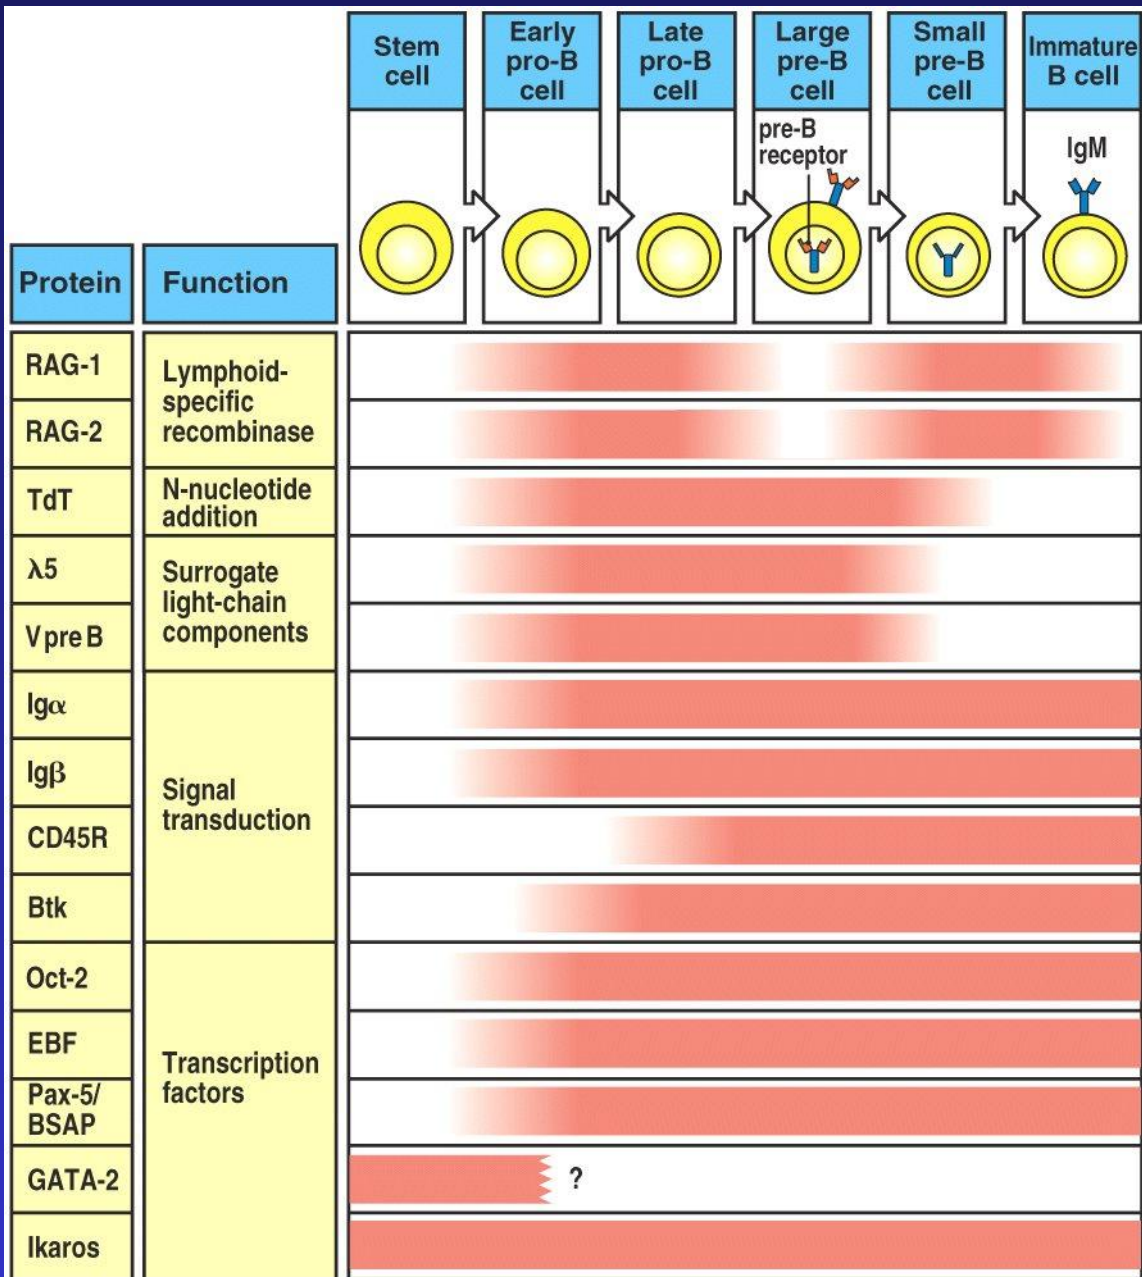 Stem
cell
Early
pro-B
cell
Late
pro-B
cell
Large
pre-B
cell
Small
pre-B
cell
Immature
B cell
pre-B
receptor
IgM
Protein
Function
RAG-1
RAG-2
Lymphoid-
specific
recombinase
TdT
N-nucleotide
addition
λ5
VpreB
Surrogate
light-chain
components
Igα
Igβ
CD45R
Btk
Signal
transduction
Oct-2
EBF
Pax-5/
BSAP
GATA-2
?
Ikaros
Transcription
factors